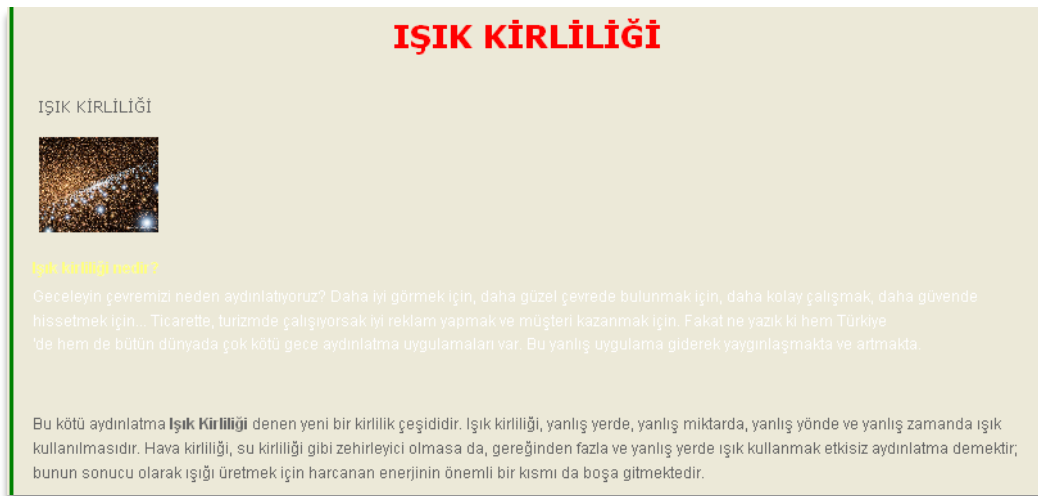 IŞIK KİRLİLİĞİ
IŞIK KİRLİLİĞİ
Işık kirliliği nedir?
Geceleyin çevremizi neden aydınlatıyoruz? Daha iyi görmek için, daha güzel çevrede bulunmak için, daha kolay çalışmak, daha güvende
hissetmek için... Ticarette, turizmde çalışıyorsak iyi reklam yapmak ve müşteri kazanmak için. Fakat ne yazık ki hem Türkiye
'de hem de bütün dünyada çok kötü gece aydınlatma uygulamaları var. Bu yanlış uygulama giderek yaygınlaşmakta ve artmakta.
Bu kötü aydınlatma Işık Kirliliği denen yeni bir kirlilik çeşididir. Işık kirliliği, yanlış yerde, yanlış miktarda, yanlış yönde ve yanlış zamanda ışık
kullanılmasıdır. Hava kirliliği, su kirliliği gibi zehirleyici olmasa da, gereğinden fazla ve yanlış yerde ışık kullanmak etkisiz aydınlatma demektir;
bunun sonucu olarak ışığı üretmek için harcanan enerjinin önemli bir kısmı da boşa gitmektedir.